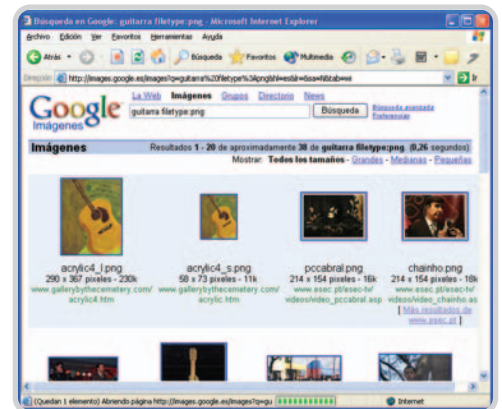 Búsqueda en Google: guitarra filetype:png - Microsoft Internet Explorer
Archivo Edición Ver Favoritos Herramientas Ayuda
Atrás Búsqueda Favoritos Multimedia
Dirección http://images.google.es/images?q=guitarra%20filetype%3Apng&hl=es&lr=&sa=N&tab=wi Ir
Google
Imágenes
La Web Imágenes Grupos Directorio News
guitarra filetype:png Búsqueda Búsqueda avanzada
Preferencias
Imágenes Resultados 1 - 20 de aproximadamente 38 de guitarra filetype:png. (0,26 segundos)
Mostrar: Todos los tamaños - Grandes - Medianas - Pequeñas
acrylic4_l.png acrylic4_s.png pccabral.png chainho.png
290 x 367 pixeles - 230k 58 x 73 pixeles - 11k 214 x 154 pixeles - 16k 214 x 154 pixeles - 16k
www.gallerybythecemetery.com/ www.gallerybythecemetery.com/ www.esec.pt/esec-tv/ www.esec.pt/esec-tv/
acrylic4.htm acrylic.htm videos/video_pccabral.asp videos/video_chainho.as
[ Más resultados de
www.esec.pt ]
(Quedan 1 elemento) Abriendo página http://images.google.es/images?q=gu Internet